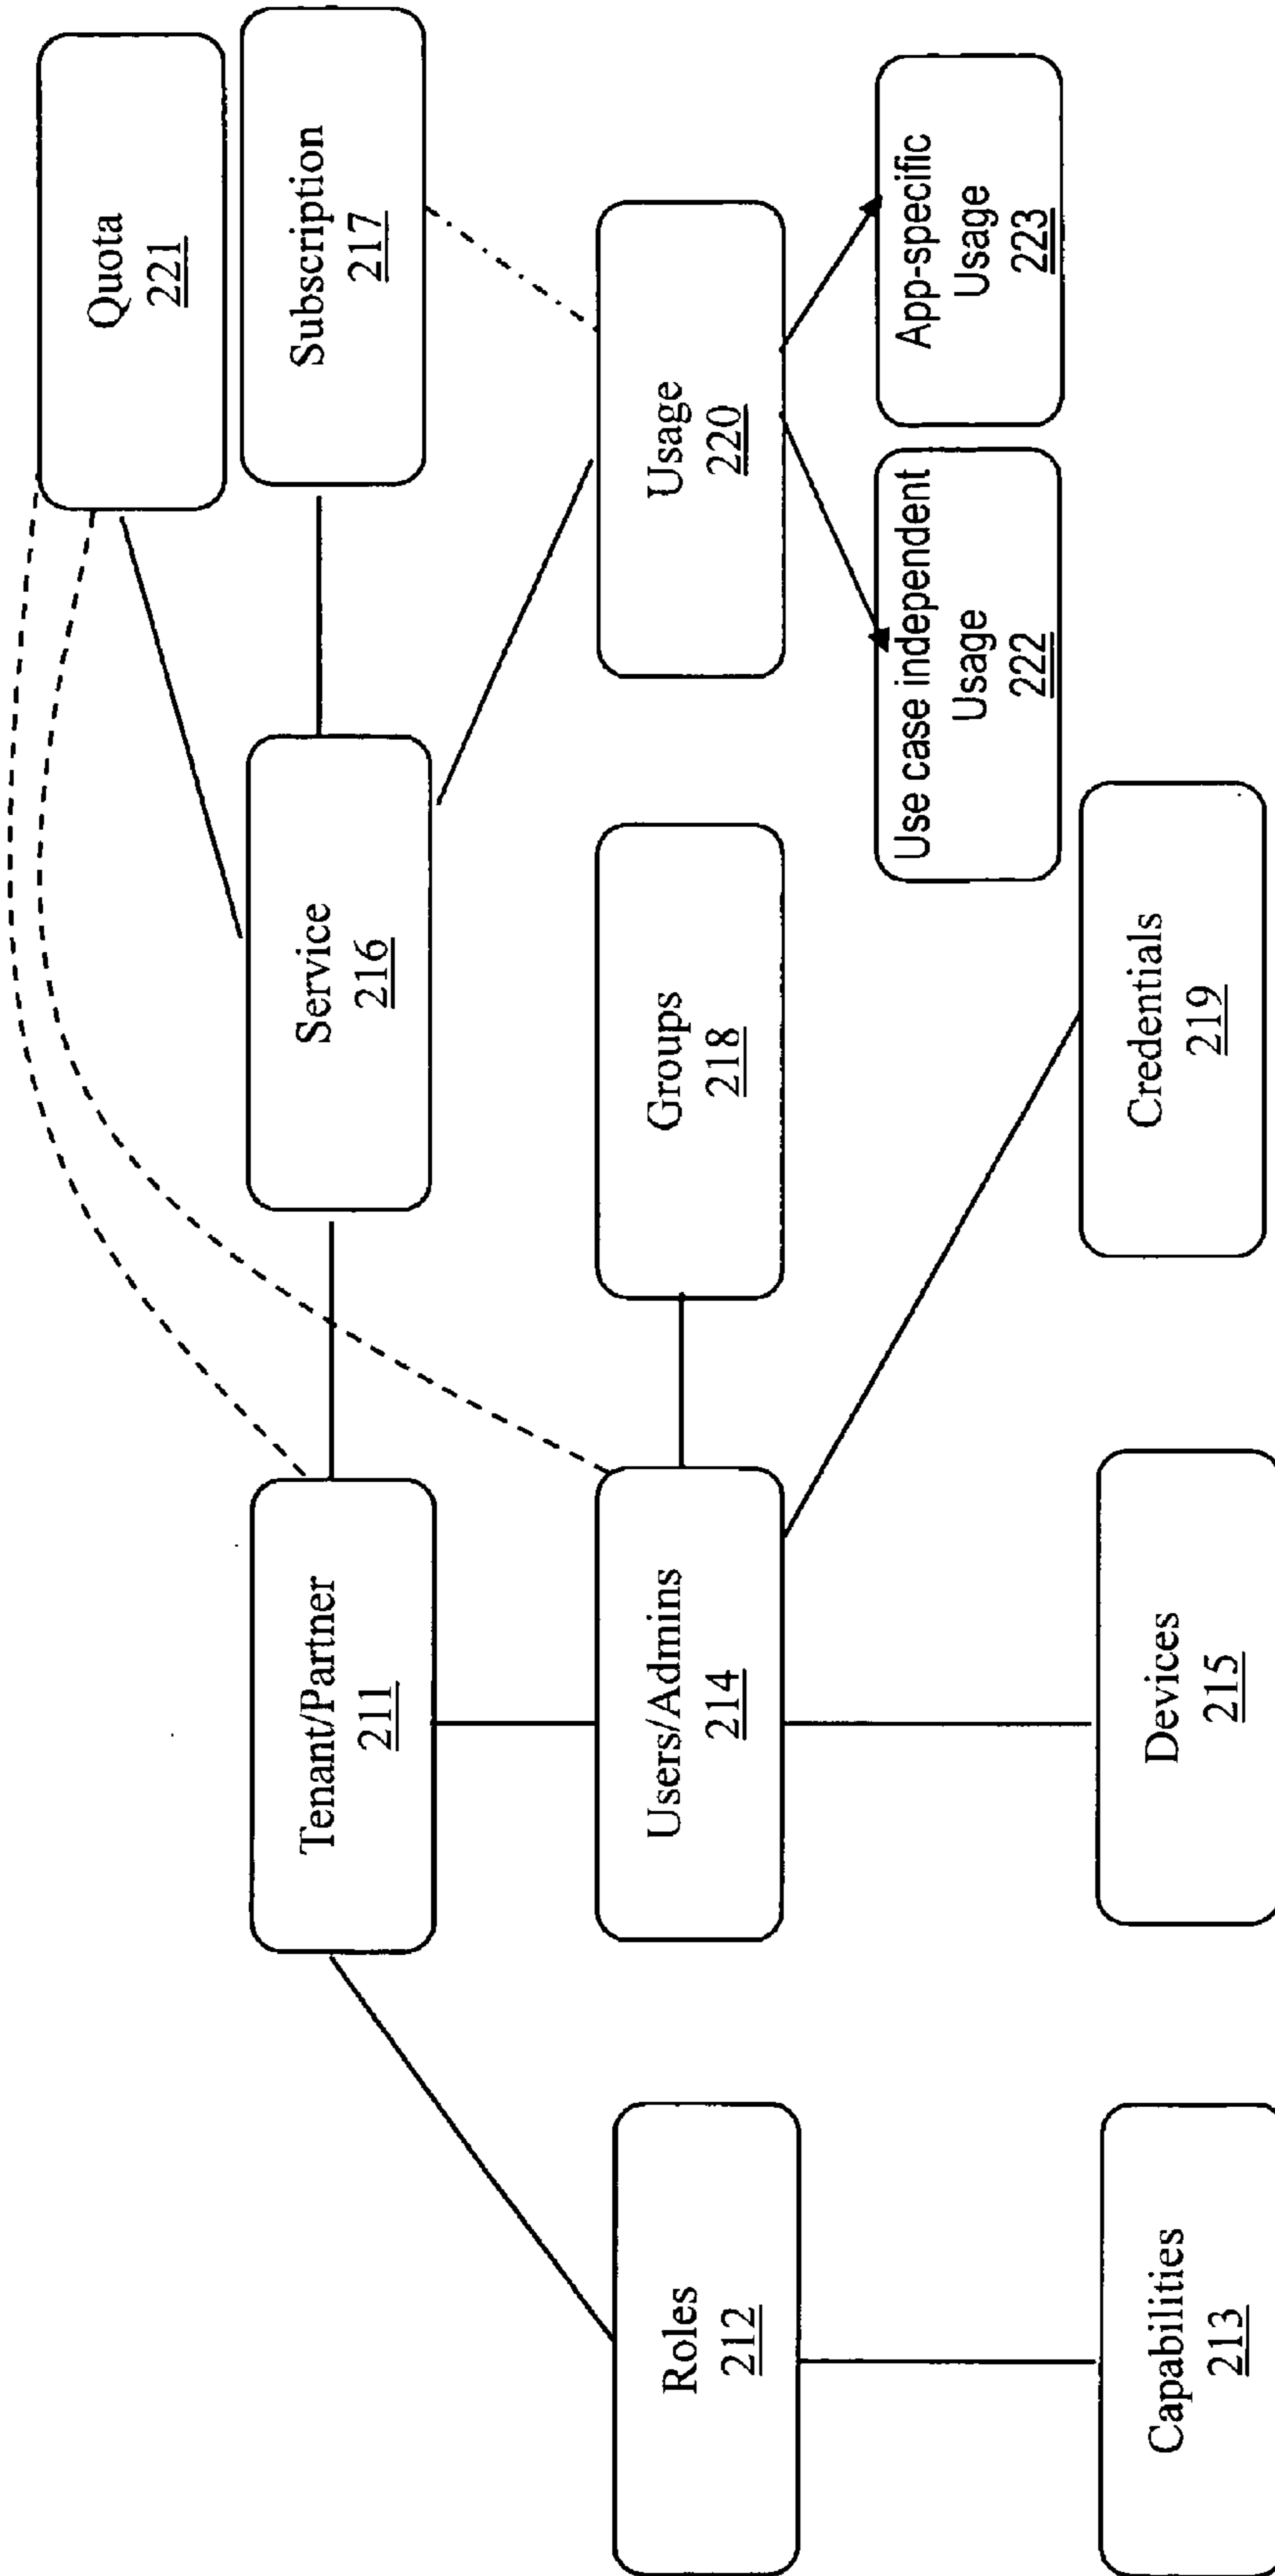 Quota
221
Tenant/Partner
211
Service
216
Subscription
217
Roles
212
Users/Admins
214
Groups
218
Usage
220
Use case independent
Usage
222
App-specific
Usage
223
Capabilities
213
Devices
215
Credentials
219